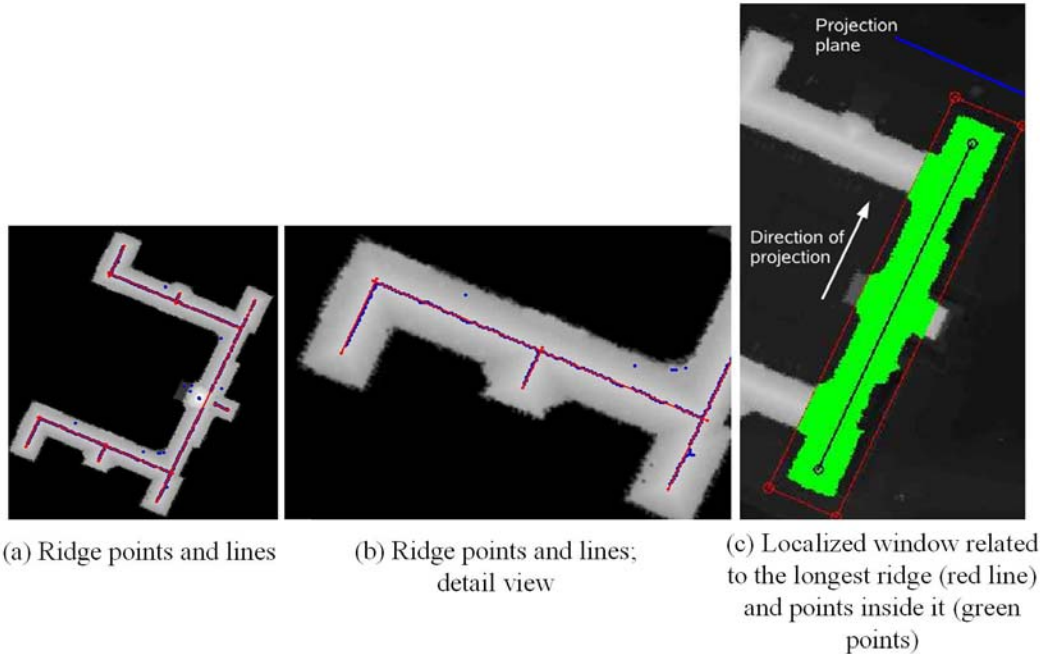 Projection
plane
Direction of
projection
(a) Ridge points and lines
(b) Ridge points and lines;
detail view
(c) Localized window related
to the longest ridge (red line)
and points inside it (green
points)